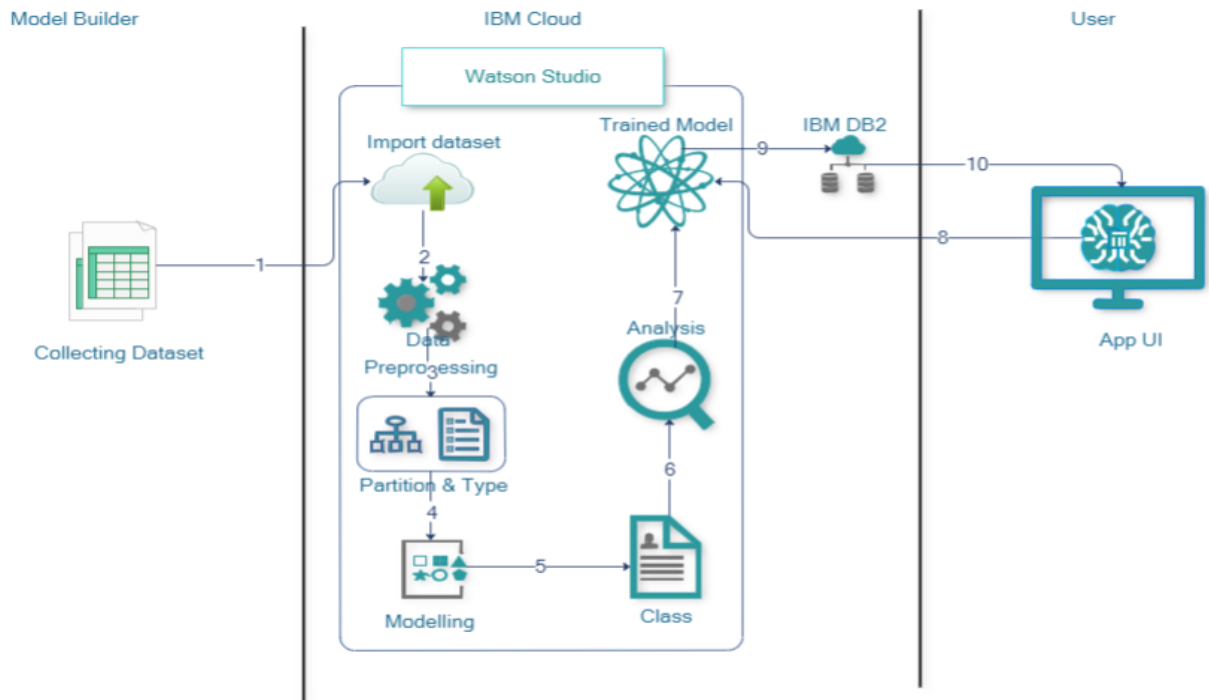 Model Builder
IBM Cloud
User
Watson Studio
Import dataset
Trained Model
IBM DB2
9
10
1
2
8
7
Collecting Dataset
Data
Preprocessing
3
Analysis
App UI
Partition & Type
4
6
5
Modelling
Class